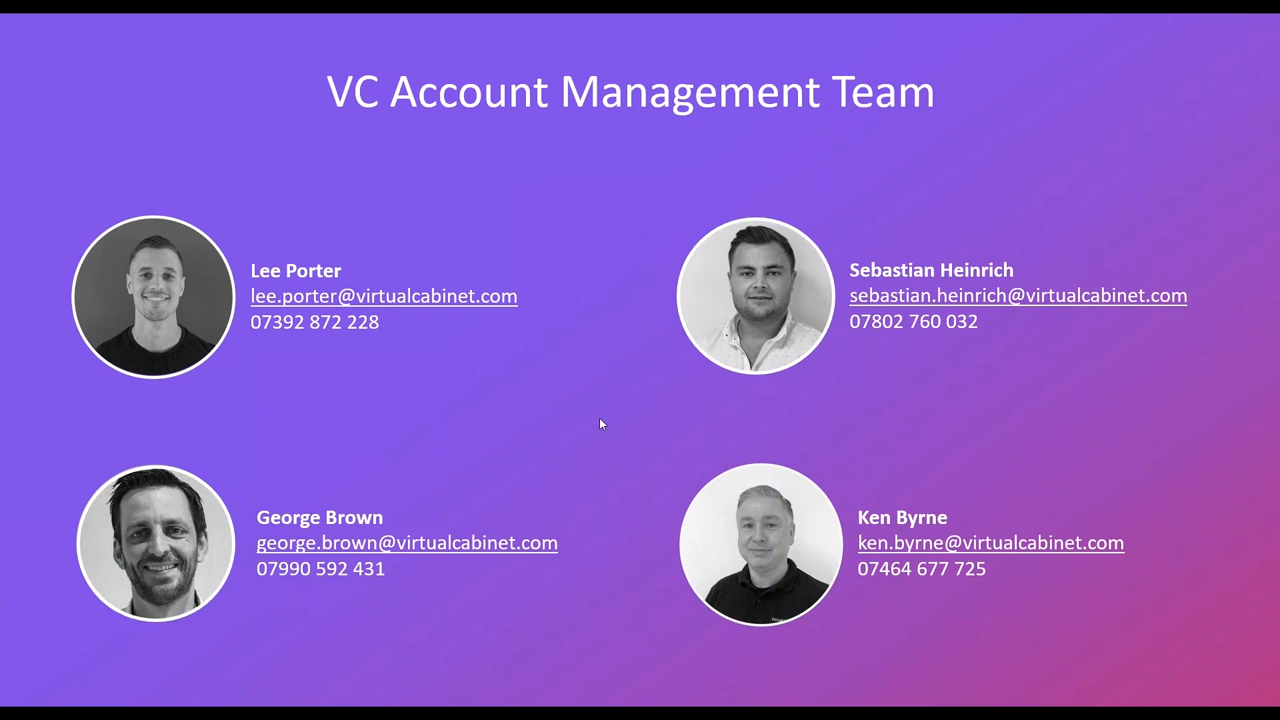 VC Account Management Team
Lee Porter
lee.porter@virtualcabinet.com
07392 872 228
Sebastian Heinrich
sebastian.heinrich@virtualcabinet.com
07802 760 032
George Brown
george.brown@virtualcabinet.com
07990 592 431
Ken Byrne
ken.byrne@virtualcabinet.com
07464 677 725